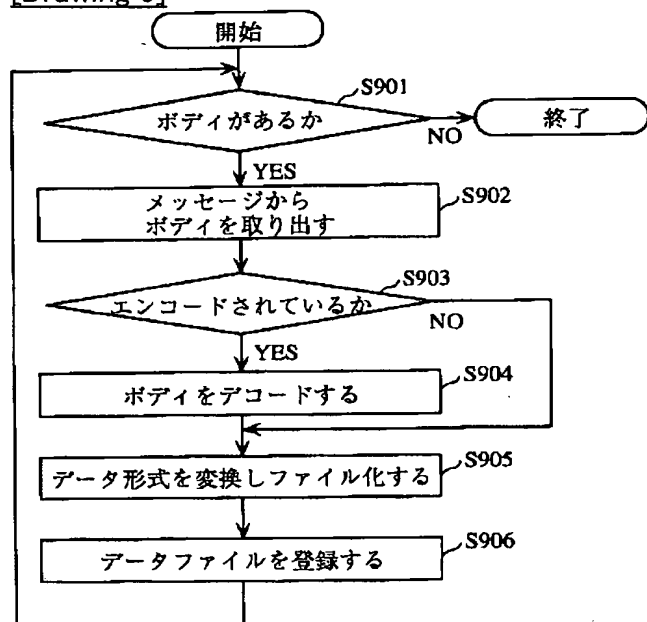 開始
S901
ボディがあるか
NO
終了
YES
S902
メッセージから
ボディを取り出す
S903
エンコードされているか
NO
YES
S904
ボディをデコードする
S905
データ形式を変換しファイル化する
S906
データファイルを登録する